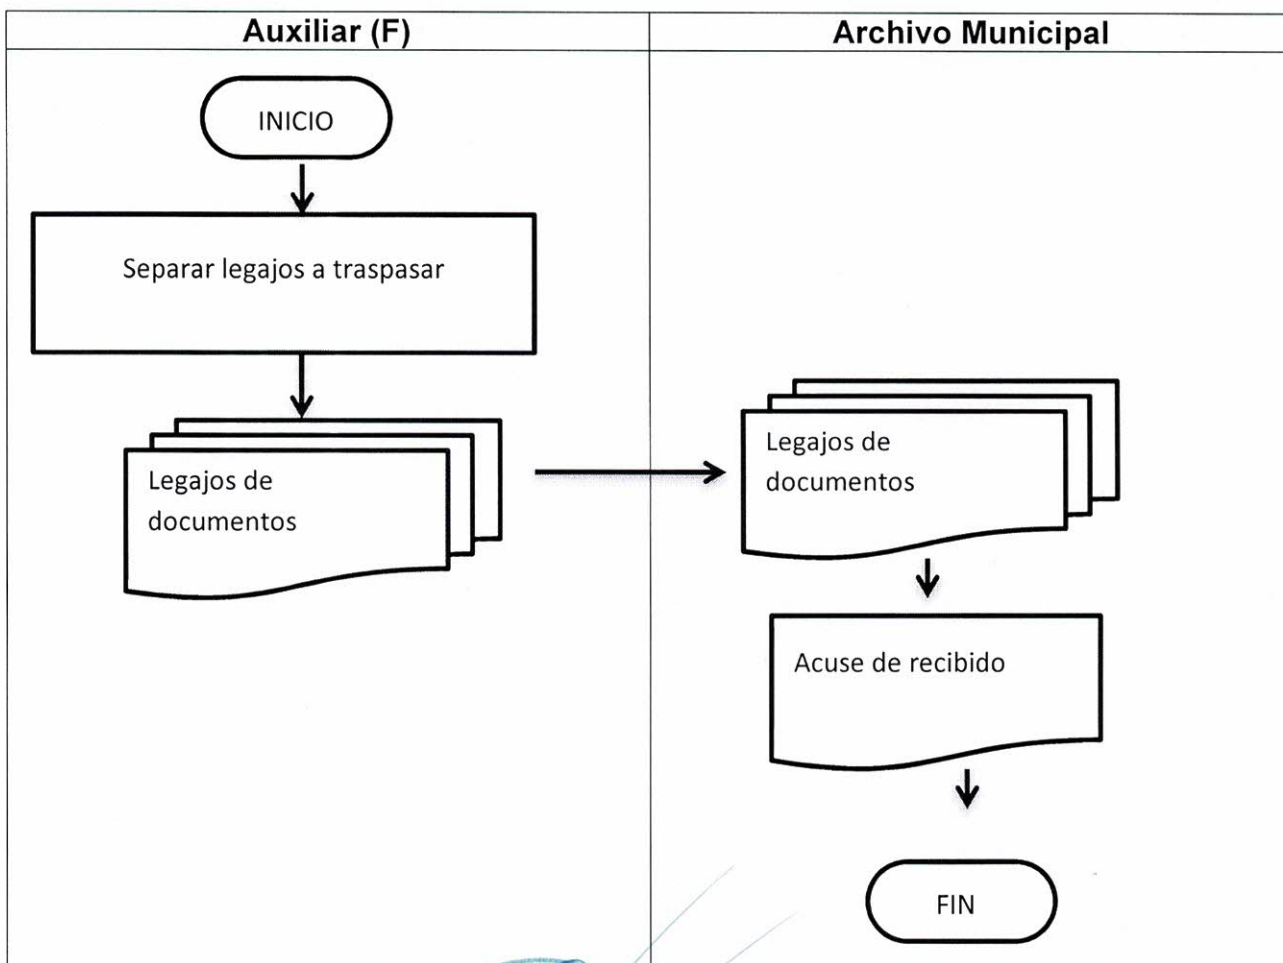 Auxiliar (F)
Archivo Municipal
INICIO
Separar legajos a traspasar
Legajos de
documentos
Legajos de
documentos
Acuse de recibido
FIN